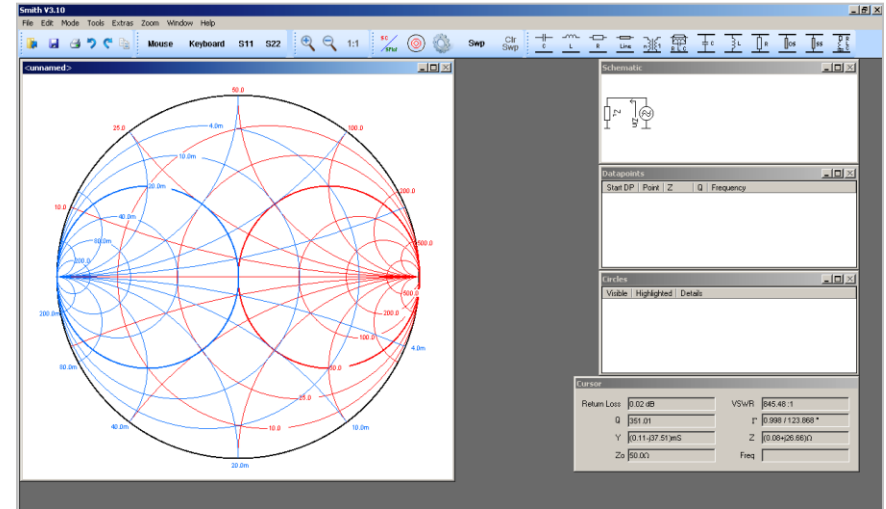 Smith V3.10
File Edit Mode Tools Extras Zoom Window Help
Mouse Keyboard S11 S22 1:1 Swp Clr Swp
C L R Line n 1 R L C C L R OS SS
<unnamed>
50.0
25.0 4.0m 100.0
10.0m
20.0m 200.0
10.0 40.0m
80.0m 500.0
200.0
500.0
200.0m 200.0
100.0
4.0m
80.0m 50.0
25.0
40.0m 10.0 10.0m
20.0m
Schematic
Datapoints
Start DP Point Z Q Frequency
Circles
Visible Highlighted Details
Cursor
Return Loss 0.02 dB VSWR 845.48 :1
Q 351.01 Γ 0.998 / 123.868 °
Y (0.11-j37.51)mS Z (0.08+j26.66)Ω
Zo 50.0Ω Freq